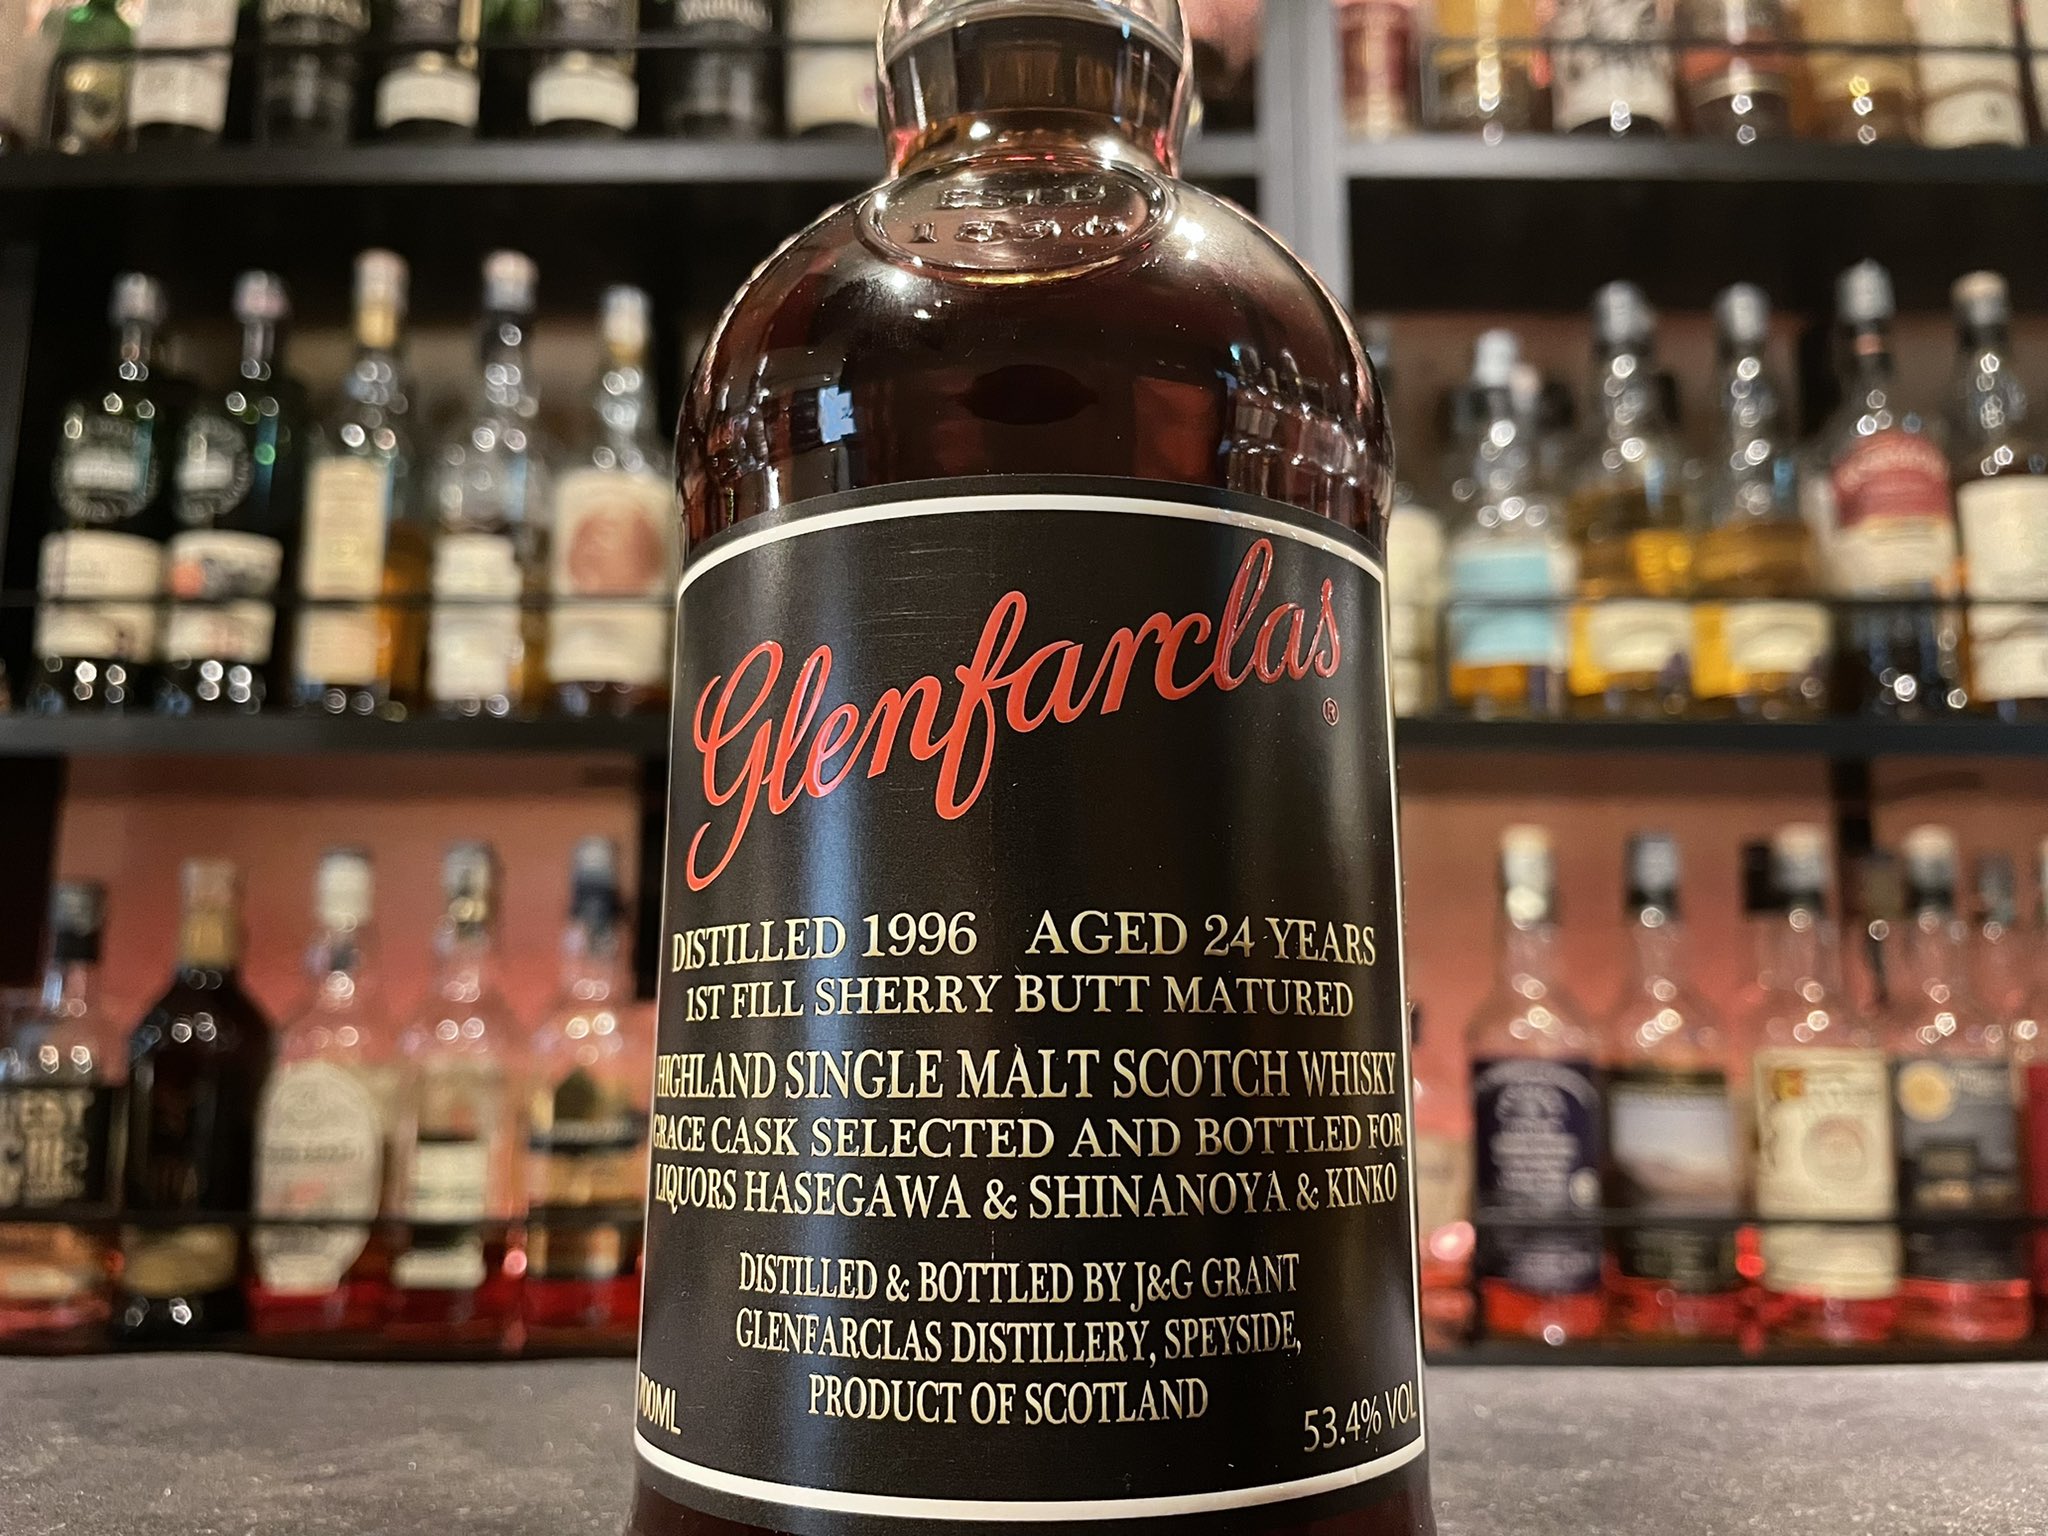 ESTD
1836
Glenfarclas
®
DISTILLED 1996 AGED 24 YEARS
1ST FILL SHERRY BUTT MATURED
HIGHLAND SINGLE MALT SCOTCH WHISKY
GRACE CASK SELECTED AND BOTTLED FOR
LIQUORS HASEGAWA & SHINANOYA & KINKO
DISTILLED & BOTTLED BY J&G GRANT
GLENFARCLAS DISTILLERY, SPEYSIDE,
PRODUCT OF SCOTLAND
700ML
53.4% VOL